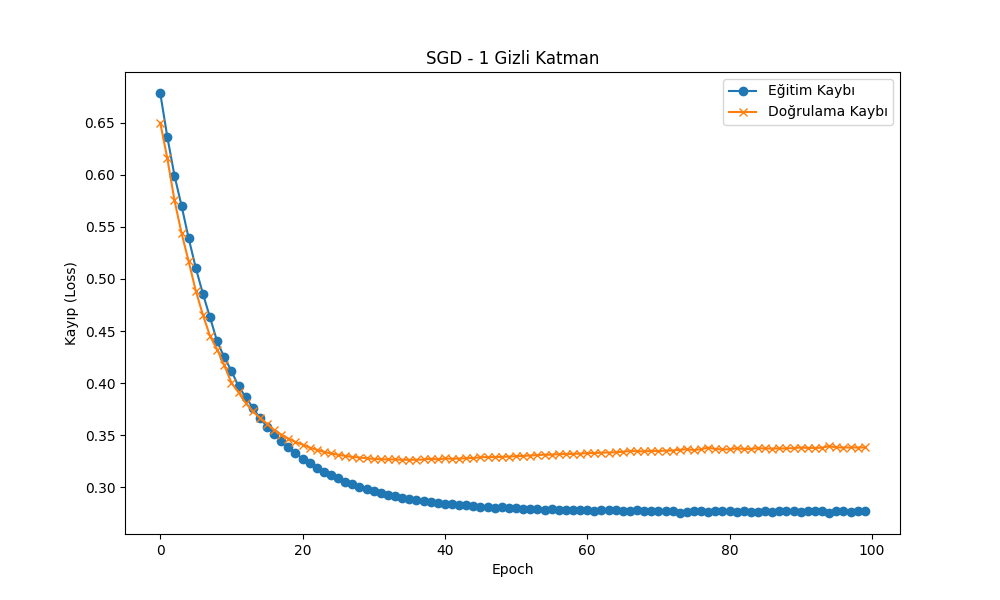 SGD - 1 Gizli Katman
Eğitim Kaybı
Doğrulama Kaybı
Kayıp (Loss)
0.65
0.60
0.55
0.50
0.45
0.40
0.35
0.30
0 20 40 60 80 100
Epoch